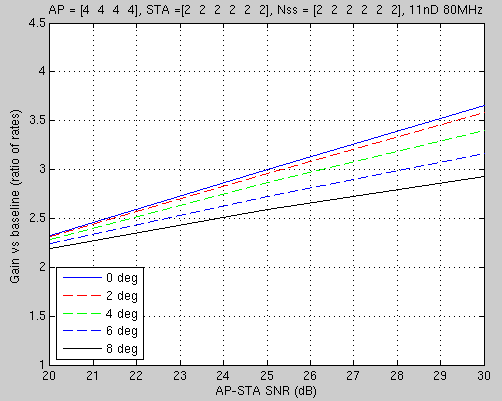 AP = [4 4 4 4], STA =[2 2 2 2 2 2], Nss = [2 2 2 2 2 2], 11nD 80MHz
4.5
4
3.5
3
2.5
2
1.5
1
Gain vs baseline (ratio of rates)
0 deg
2 deg
4 deg
6 deg
8 deg
20 21 22 23 24 25 26 27 28 29 30
AP-STA SNR (dB)